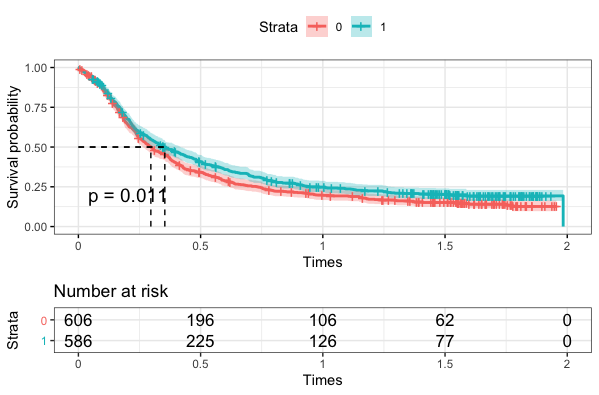 Strata 0 1
Survival probability
1.00
0.75
0.50
0.25
0.00
p = 0.011
0 0.5 1 1.5 2
Times
Number at risk
Strata
0 606 196 106 62 0
1 586 225 126 77 0
0 0.5 1 1.5 2
Times